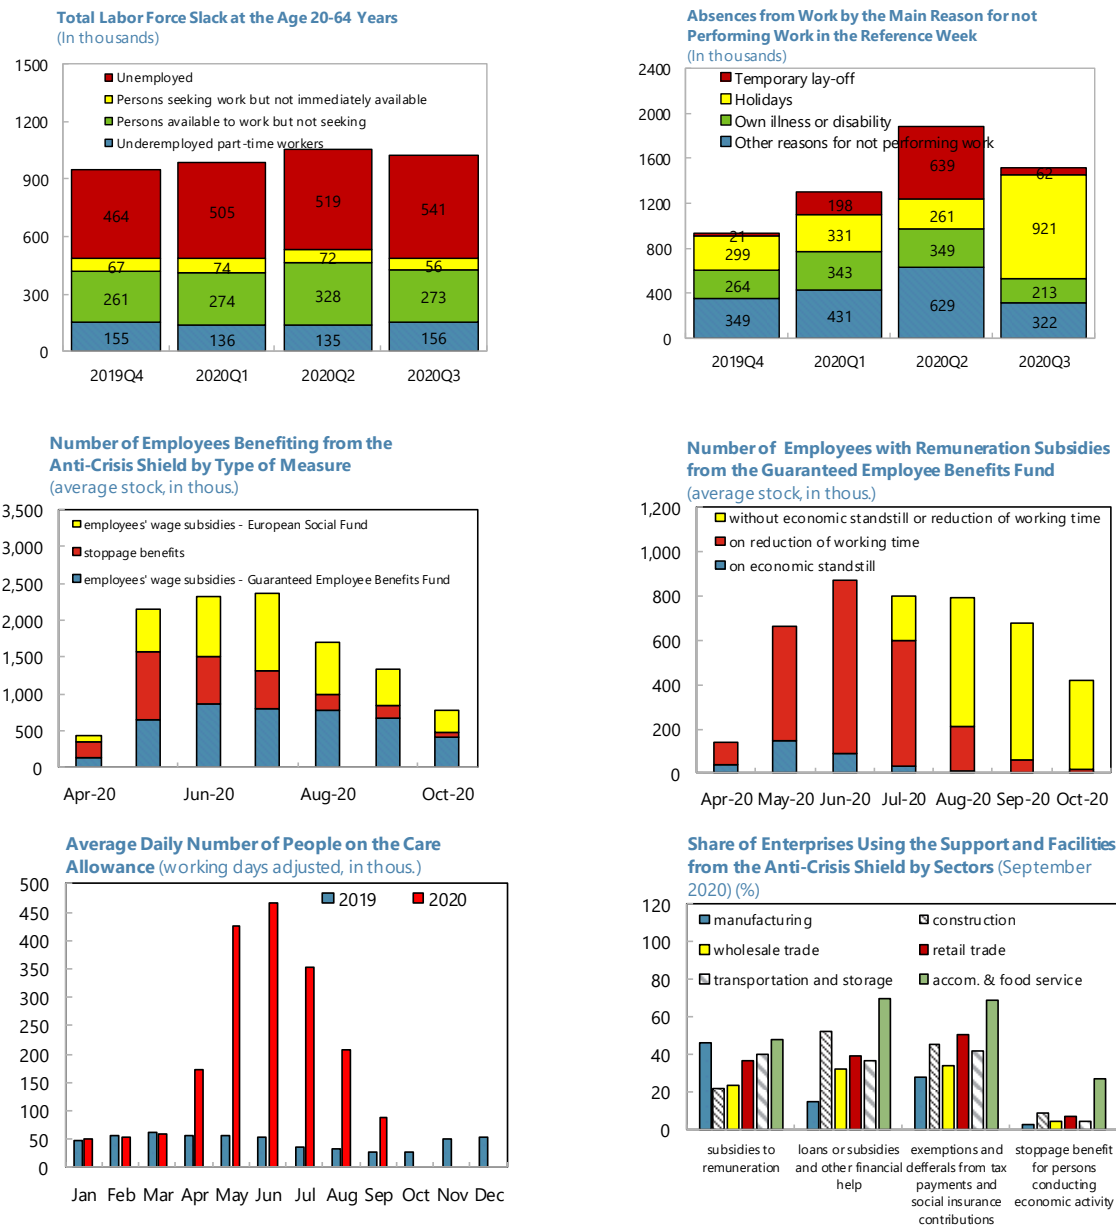 Total Labor Force Slack at the Age 20-64 Years
(In thousands)
1500
1200
900
600
300
0
Unemployed
Persons seeking work but not immediately available
Persons available to work but not seeking
Underemployed part-time workers
464
505
519
541
67
74
72
56
261
274
328
273
155
136
135
156
2019Q4
2020Q1
2020Q2
2020Q3
Absences from Work by the Main Reason for not
Performing Work in the Reference Week
(In thousands)
2400
2000
1600
1200
800
400
0
Temporary lay-off
Holidays
Own illness or disability
Other reasons for not performing work
21
198
639
62
299
331
261
921
264
343
349
213
349
431
629
322
2019Q4
2020Q1
2020Q2
2020Q3
Number of Employees Benefiting from the
Anti-Crisis Shield by Type of Measure
(average stock, in thous.)
3,500
3,000
2,500
2,000
1,500
1,000
500
0
employees' wage subsidies - European Social Fund
stoppage benefits
employees' wage subsidies - Guaranteed Employee Benefits Fund
Apr-20
Jun-20
Aug-20
Oct-20
Number of Employees with Remuneration Subsidies
from the Guaranteed Employee Benefits Fund
(average stock, in thous.)
1,200
1,000
800
600
400
200
0
without economic standstill or reduction of working time
on reduction of working time
on economic standstill
Apr-20 May-20 Jun-20 Jul-20 Aug-20 Sep-20 Oct-20
Average Daily Number of People on the Care
Allowance (working days adjusted, in thous.)
500
450
400
350
300
250
200
150
100
50
0
2019
2020
Jan Feb Mar Apr May Jun Jul Aug Sep Oct Nov Dec
Share of Enterprises Using the Support and Facilities
from the Anti-Crisis Shield by Sectors (September
2020) (%)
120
100
80
60
40
20
0
manufacturing
construction
wholesale trade
retail trade
transportation and storage
accom. & food service
subsidies to
remuneration
loans or subsidies
and other financial
help
exemptions and
defferals from tax
payments and
social insurance
contributions
stoppage benefit
for persons
conducting
economic activity